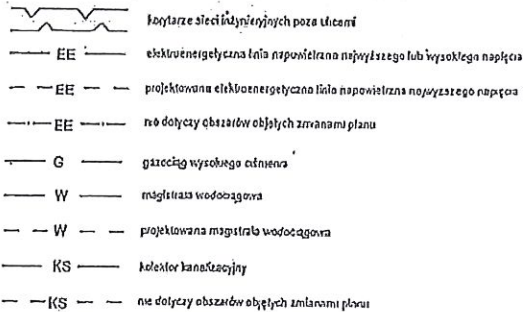 korytarze sieci inżynieryjnych poza ulicami
EE elektroenergetyczna linia napowietrzna najwyższego lub wysokiego napięcia
EE projektowana elektroenergetyczna linia napowietrzna najwyższego napięcia
EE nie dotyczy obszarów objętych zmianami planu
G gazociąg wysokiego ciśnienia
W magistrala wodociągowa
W projektowana magistrala wodociągowa
KS kolektor kanalizacyjny
KS nie dotyczy obszarów objętych zmianami planu